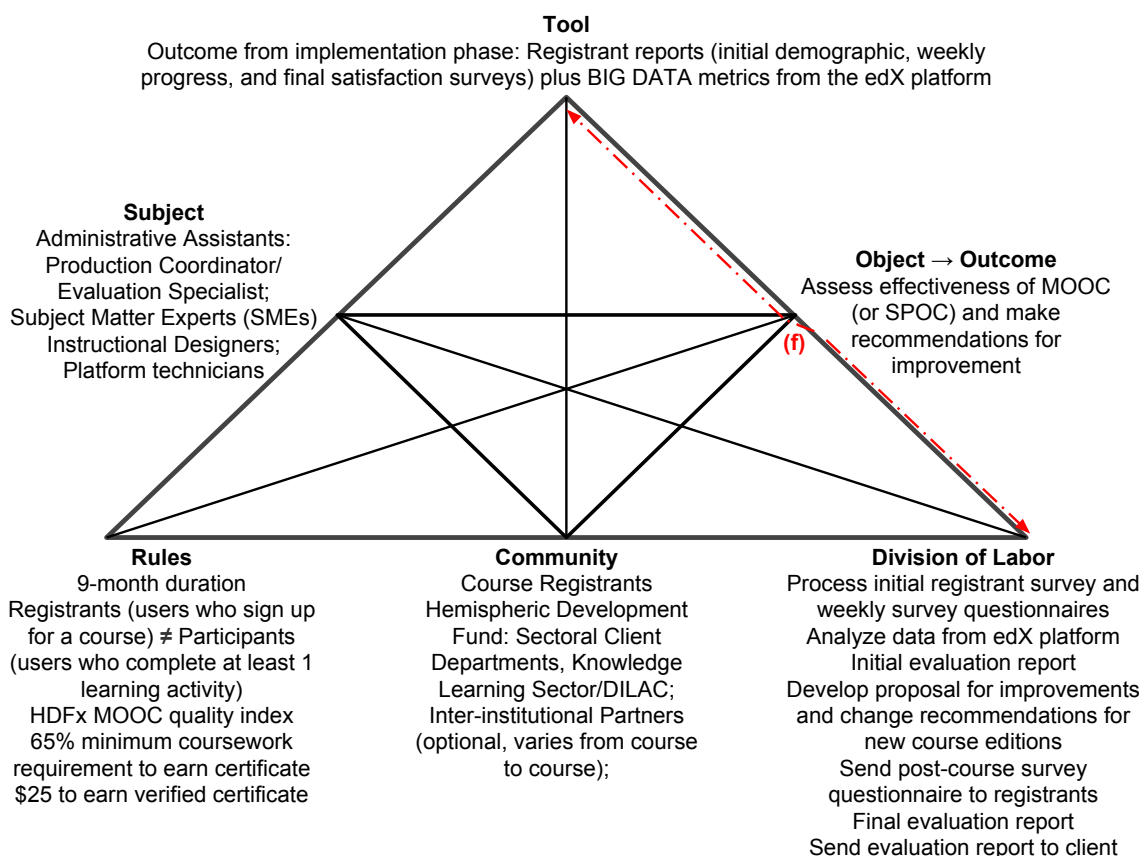 Tool
Outcome from implementation phase: Registrant reports (initial demographic, weekly
progress, and final satisfaction surveys) plus BIG DATA metrics from the edX platform
Subject
Administrative Assistants:
Production Coordinator/
Evaluation Specialist;
Subject Matter Experts (SMEs)
Instructional Designers;
Platform technicians
Object → Outcome
Assess effectiveness of MOOC
(or SPOC) and make
recommendations for
improvement
(f)
Rules
9-month duration
Registrants (users who sign up
for a course) ≠ Participants
(users who complete at least 1
learning activity)
HDFx MOOC quality index
65% minimum coursework
requirement to earn certificate
$25 to earn verified certificate
Community
Course Registrants
Hemispheric Development
Fund: Sectoral Client
Departments, Knowledge
Learning Sector/DILAC;
Inter-institutional Partners
(optional, varies from course
to course);
Division of Labor
Process initial registrant survey and
weekly survey questionnaires
Analyze data from edX platform
Initial evaluation report
Develop proposal for improvements
and change recommendations for
new course editions
Send post-course survey
questionnaire to registrants
Final evaluation report
Send evaluation report to client